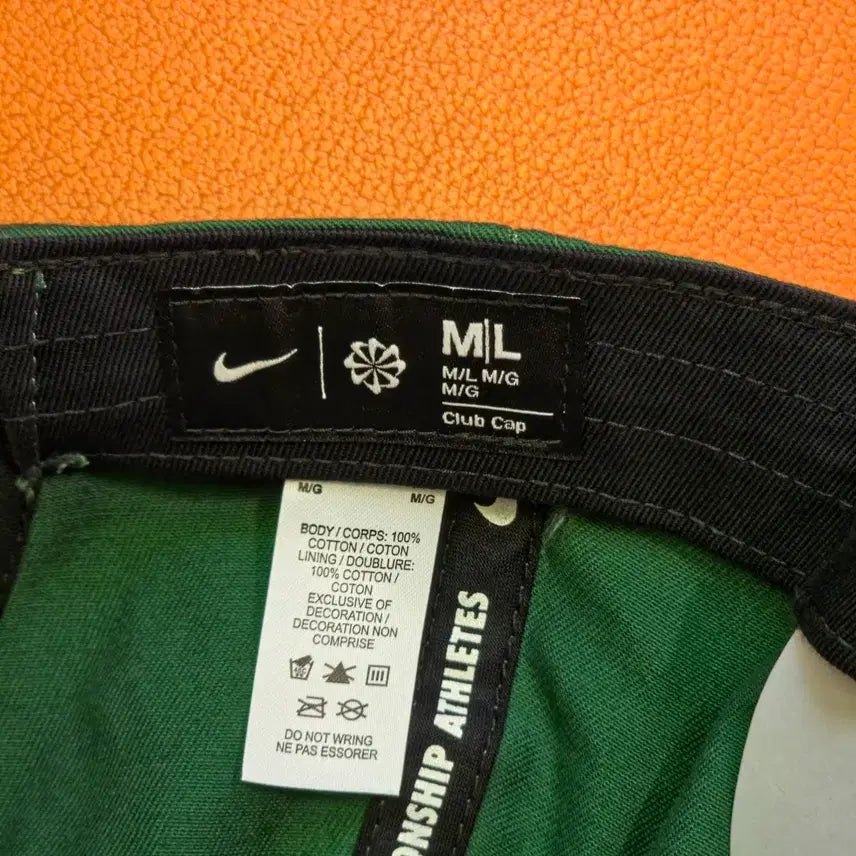 M|L
M/L M/G
M/G
Club Cap
M/G
M/G
BODY / CORPS: 100%
COTTON / COTON
LINING / DOUBLURE:
100% COTTON /
COTON
EXCLUSIVE OF
DECORATION /
DECORATION NON
COMPRISE
DO NOT WRING
NE PAS ESSORER
ONSHIP ATHLETES